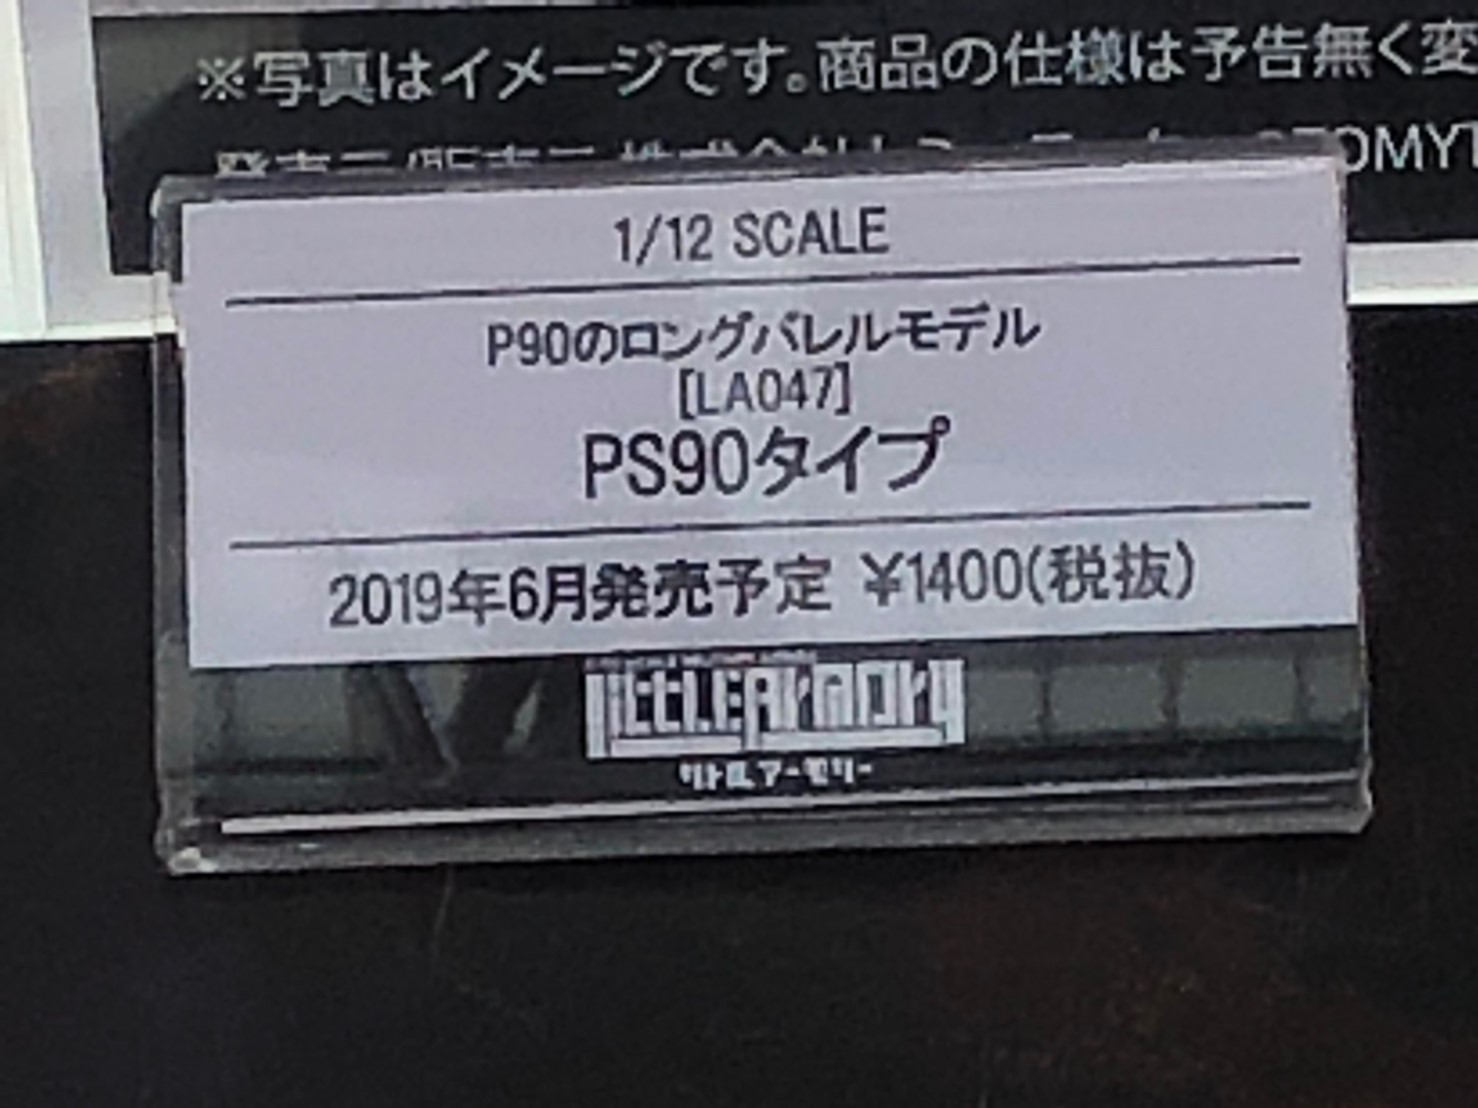 ※写真はイメージです。商品の仕様は予告無く変
TOMYT
1/12 SCALE
P90のロングバレルモデル
[LA047]
PS90タイプ
2019年6月発売予定 ¥1400(税抜)
LITTLEARMORY
リトルアーモリー